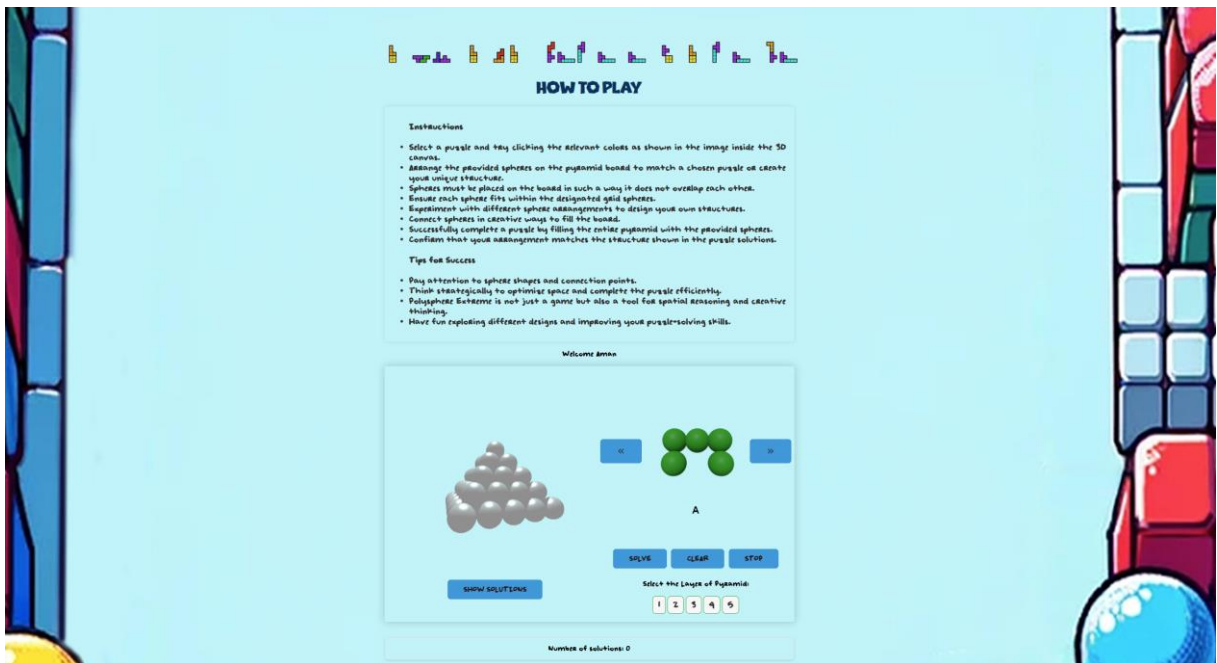 HOW TO PLAY
Instructions
• Select a puzzle and try clicking the relevant colors as shown in the image inside the 3D
canvas.
• Arrange the provided spheres on the pyramid board to match a chosen puzzle or create
your unique structure.
• Spheres must be placed on the board in such a way it does not overlap each other.
• Ensure each sphere fits within the designated grid spheres.
• Experiment with different sphere arrangements to design your own structures.
• Connect spheres in creative ways to fill the board.
• Successfully complete a puzzle by filling the entire pyramid with the provided spheres.
• Confirm that your arrangement matches the structure shown in the puzzle solutions.
Tips for Success
• Pay attention to sphere shapes and connection points.
• Think strategically to optimize space and complete the puzzle efficiently.
• Polysphere Extreme is not just a game but also a tool for spatial reasoning and creative
thinking.
• Have fun exploring different designs and improving your puzzle-solving skills.
Welcome Aman
« »
A
SOLVE CLEAR STOP
Select the Layer of Pyramid:
SHOW SOLUTIONS
1 2 3 4 5
Number of solutions: 0